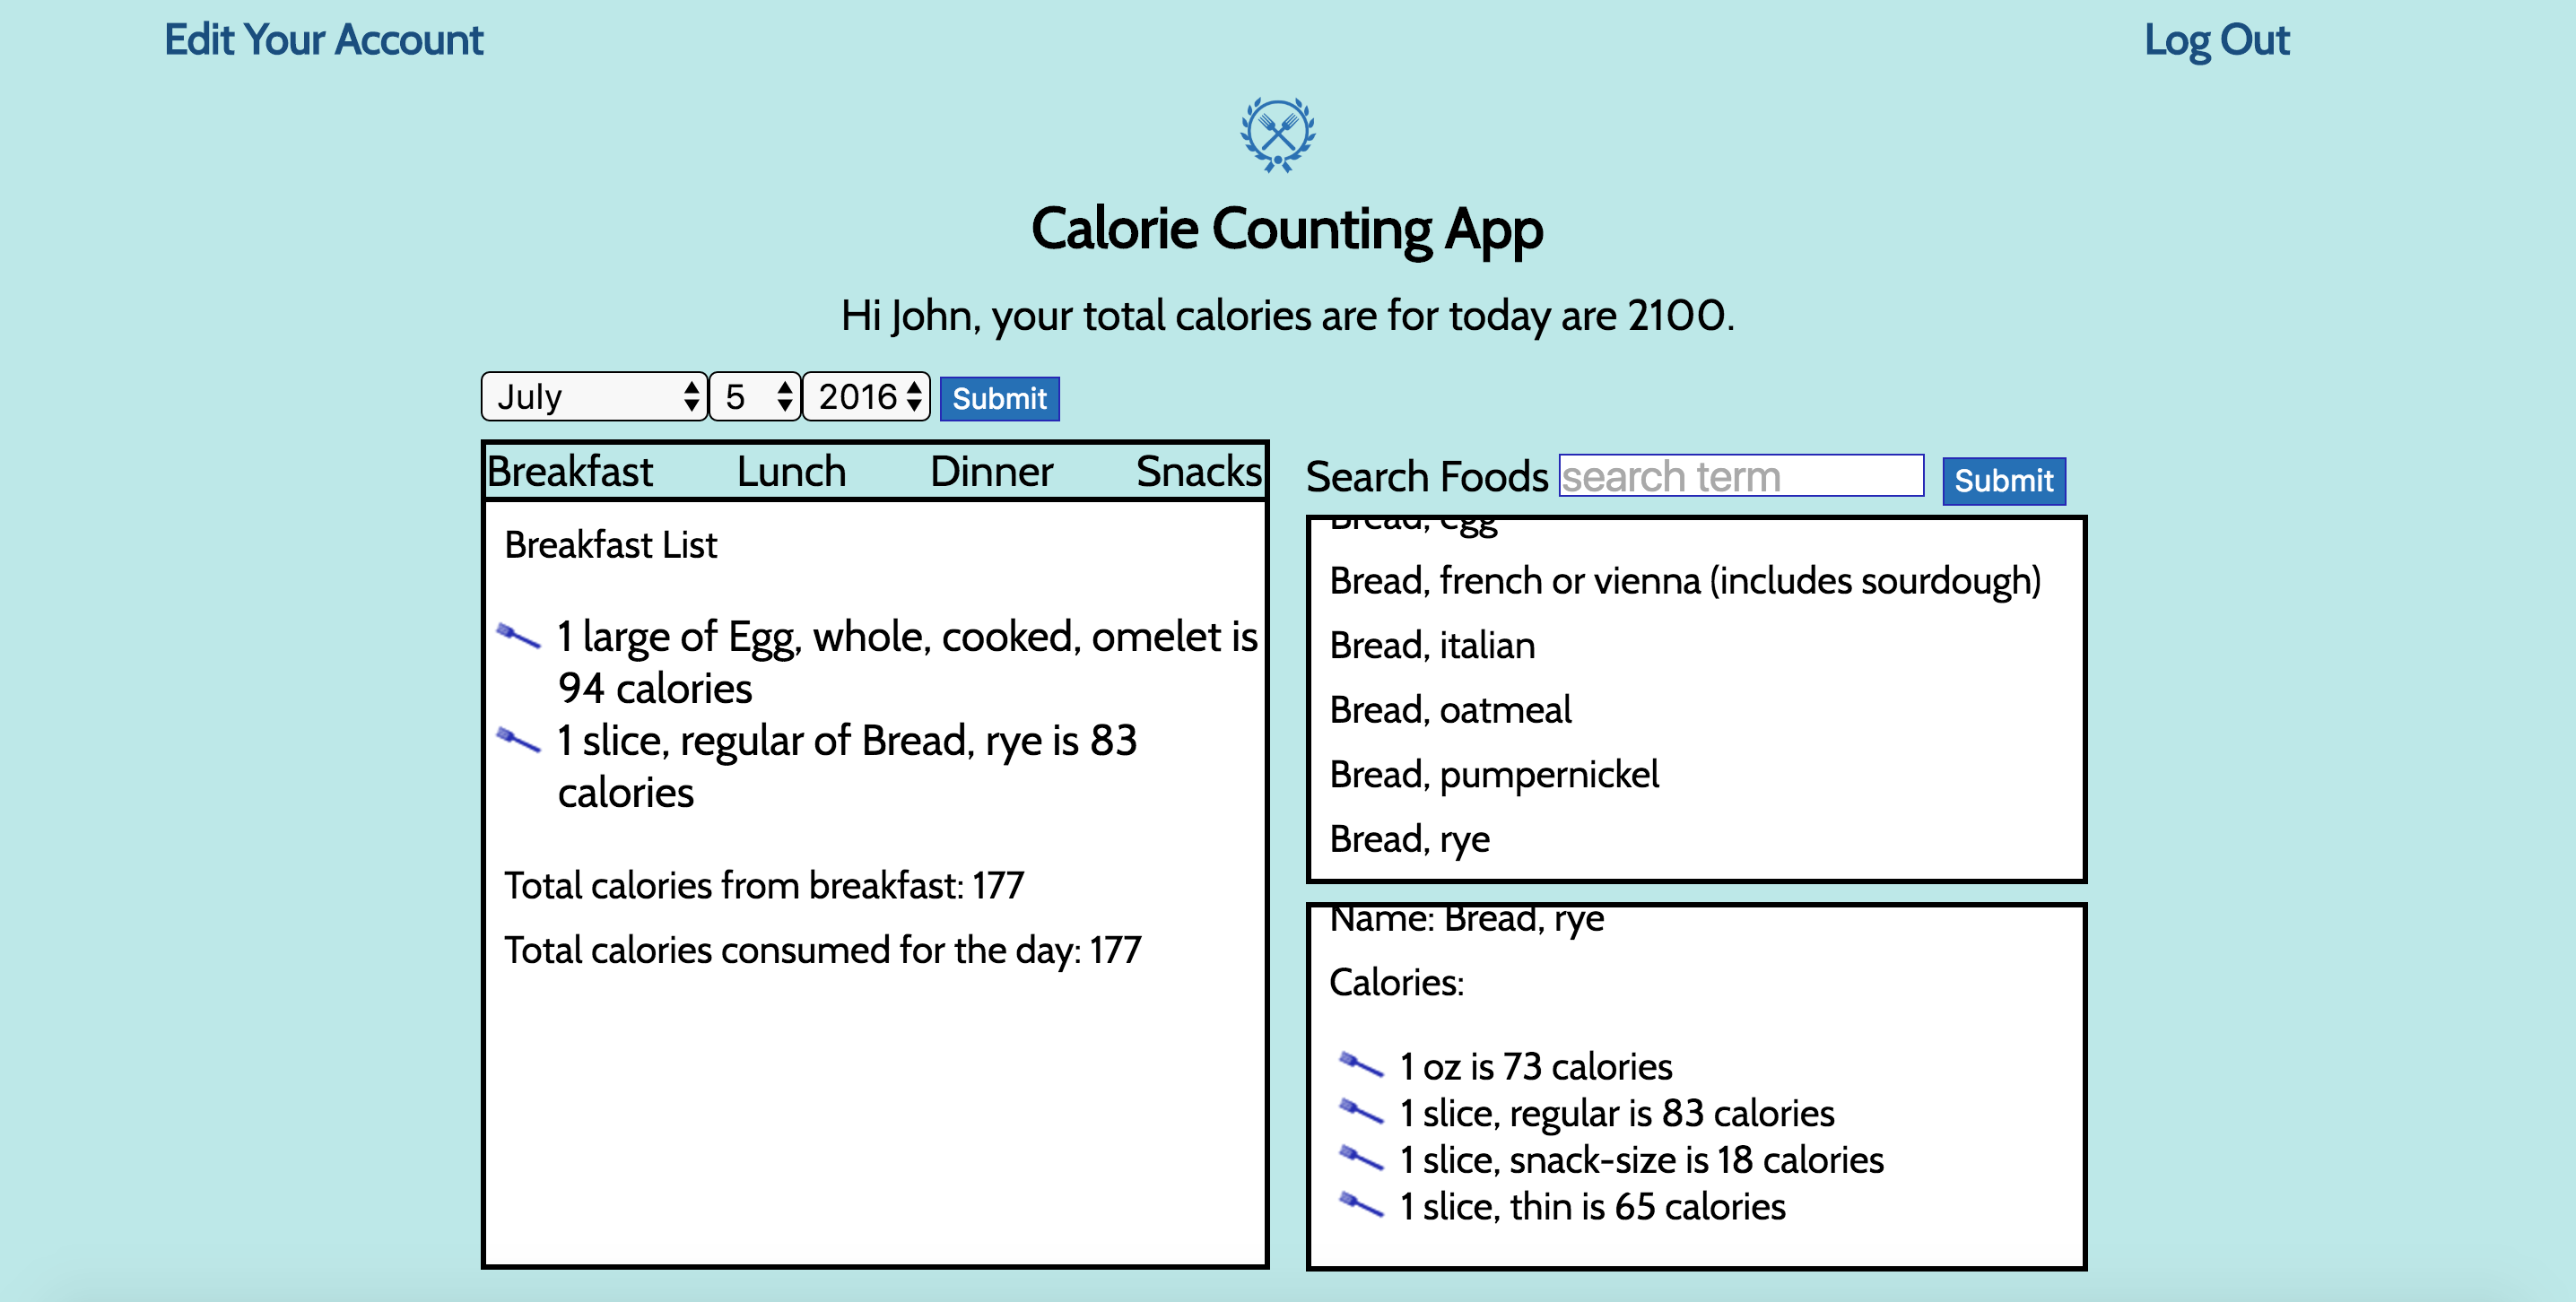 Edit Your Account
Log Out
Calorie Counting App
Hi John, your total calories are for today are 2100.
July 5 2016 Submit
Breakfast Lunch Dinner Snacks
Breakfast List
1 large of Egg, whole, cooked, omelet is
94 calories
1 slice, regular of Bread, rye is 83
calories
Total calories from breakfast: 177
Total calories consumed for the day: 177
Search Foods search term Submit
Bread, egg
Bread, french or vienna (includes sourdough)
Bread, italian
Bread, oatmeal
Bread, pumpernickel
Bread, rye
Name: Bread, rye
Calories:
1 oz is 73 calories
1 slice, regular is 83 calories
1 slice, snack-size is 18 calories
1 slice, thin is 65 calories